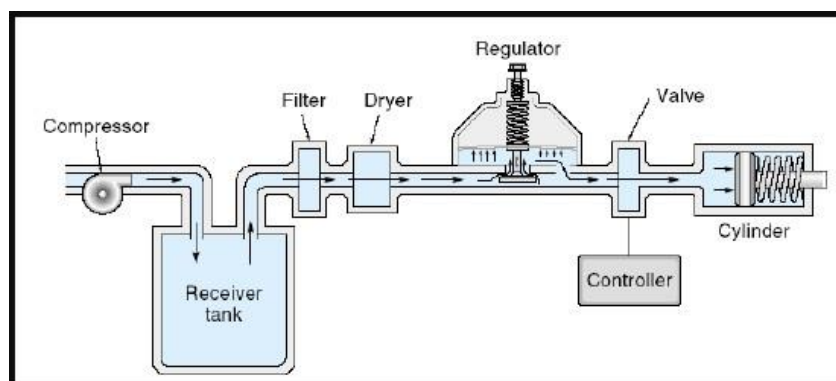 Regulator
Filter
Dryer
Valve
Compressor
Cylinder
Controller
Receiver
tank